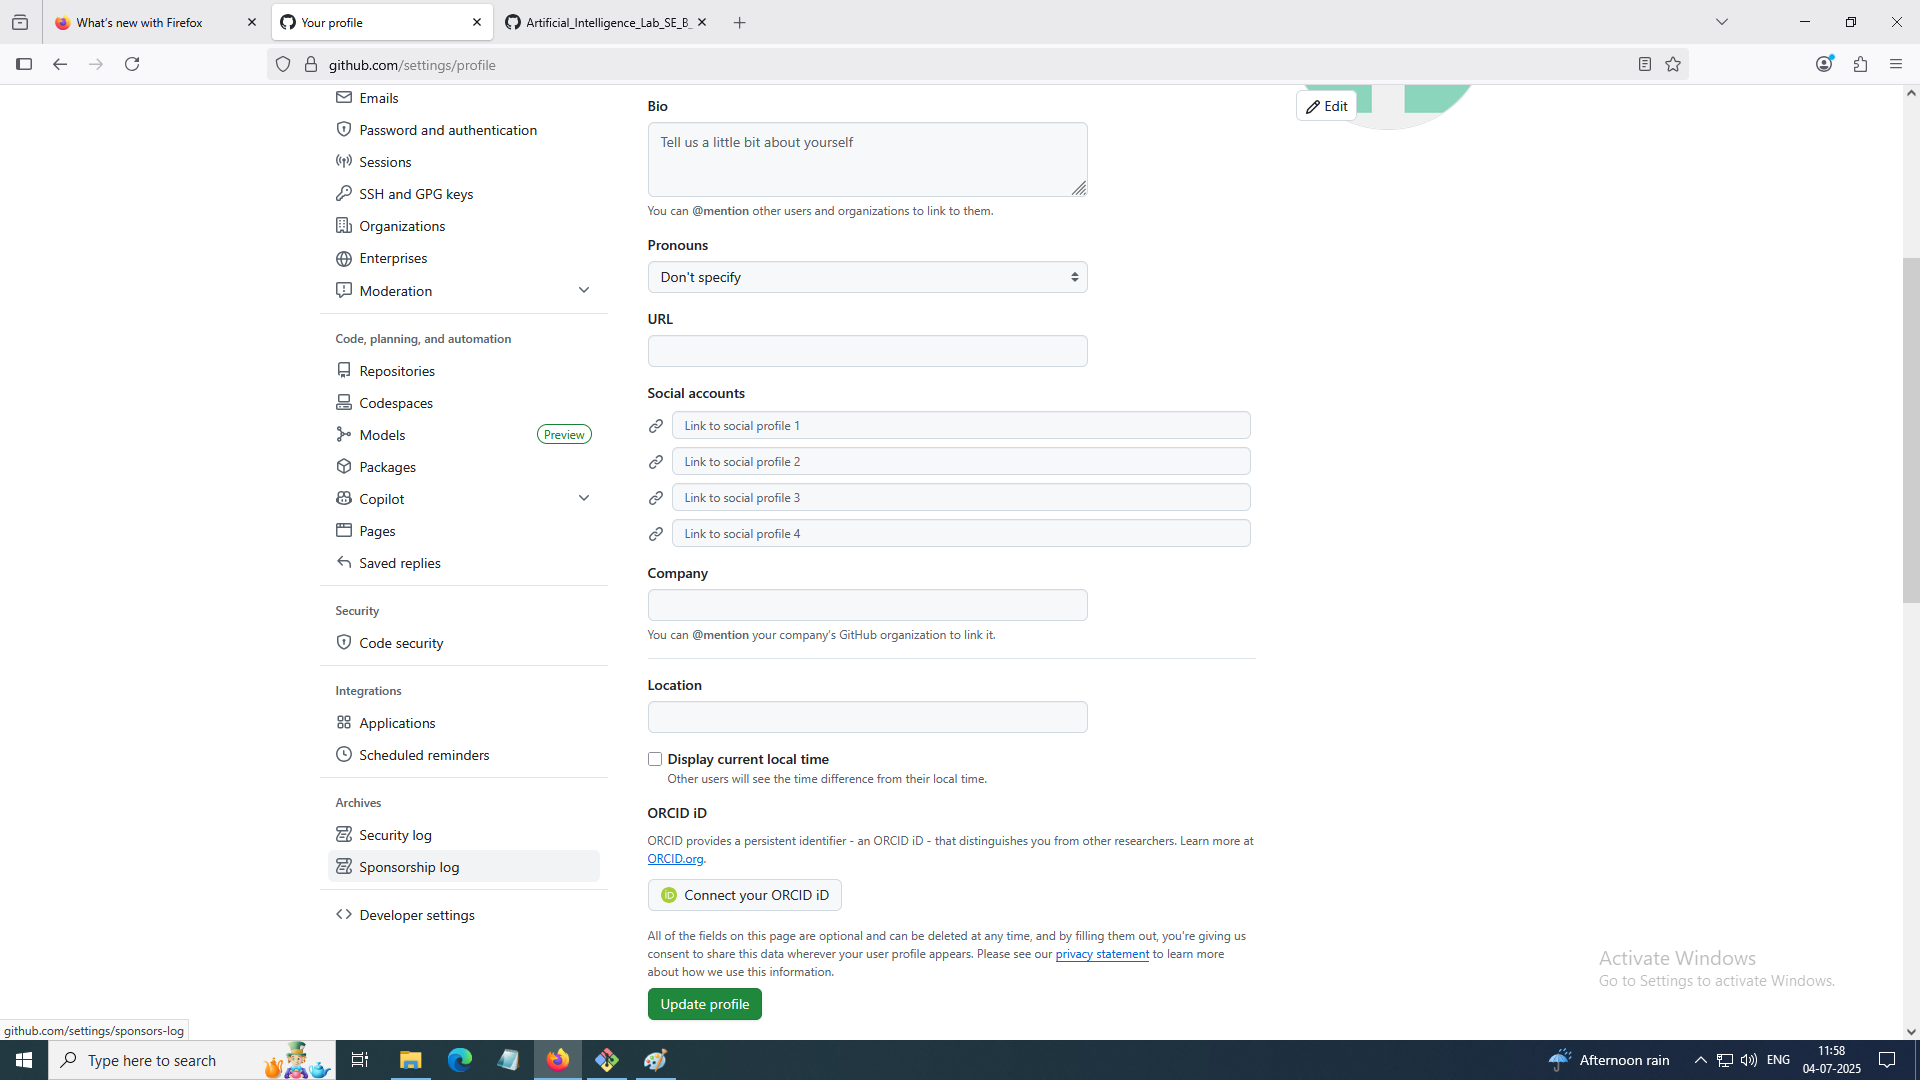 What's new with Firefox
Your profile
Artificial_Intelligence_Lab_SE_B_
github.com/settings/profile
Emails
Password and authentication
Sessions
SSH and GPG keys
Organizations
Enterprises
Moderation
Code, planning, and automation
Repositories
Codespaces
Models
Preview
Packages
Copilot
Pages
Saved replies
Security
Code security
Integrations
Applications
Scheduled reminders
Archives
Security log
Sponsorship log
Developer settings
Bio
Tell us a little bit about yourself
You can @mention other users and organizations to link to them.
Pronouns
Don't specify
URL
Social accounts
Link to social profile 1
Link to social profile 2
Link to social profile 3
Link to social profile 4
Company
You can @mention your company's GitHub organization to link it.
Location
Display current local time
Other users will see the time difference from their local time.
ORCID iD
ORCID provides a persistent identifier - an ORCID iD - that distinguishes you from other researchers. Learn more at
ORCID.org.
iD Connect your ORCID iD
All of the fields on this page are optional and can be deleted at any time, and by filling them out, you're giving us
consent to share this data wherever your user profile appears. Please see our privacy statement to learn more
about how we use this information.
Update profile
Edit
Activate Windows
Go to Settings to activate Windows.
github.com/settings/sponsors-log
Type here to search
Afternoon rain
ENG
11:58
04-07-2025